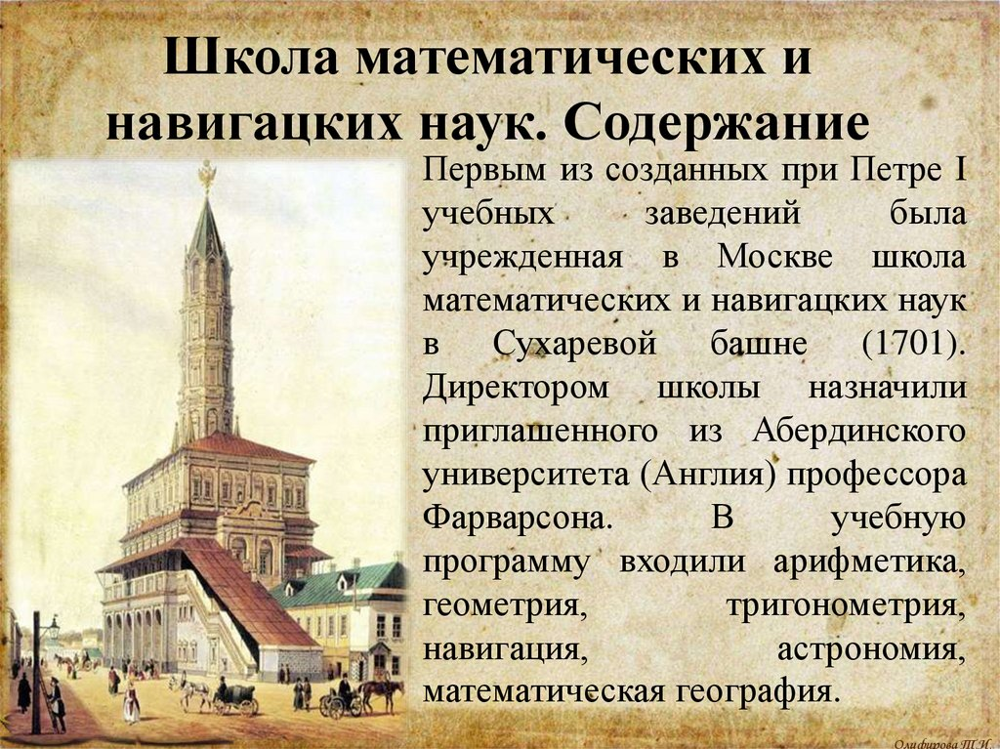 Школа математических и
навигацких наук. Содержание
Первым из созданных при Петре I
учебных заведений была
учрежденная в Москве школа
математических и навигацких наук
в Сухаревой башне (1701).
Директором школы назначили
приглашенного из Абердинского
университета (Англия) профессора
Фарварсона. В учебную
программу входили арифметика,
геометрия, тригонометрия,
навигация, астрономия,
математическая география.
Олифирова Т.И.